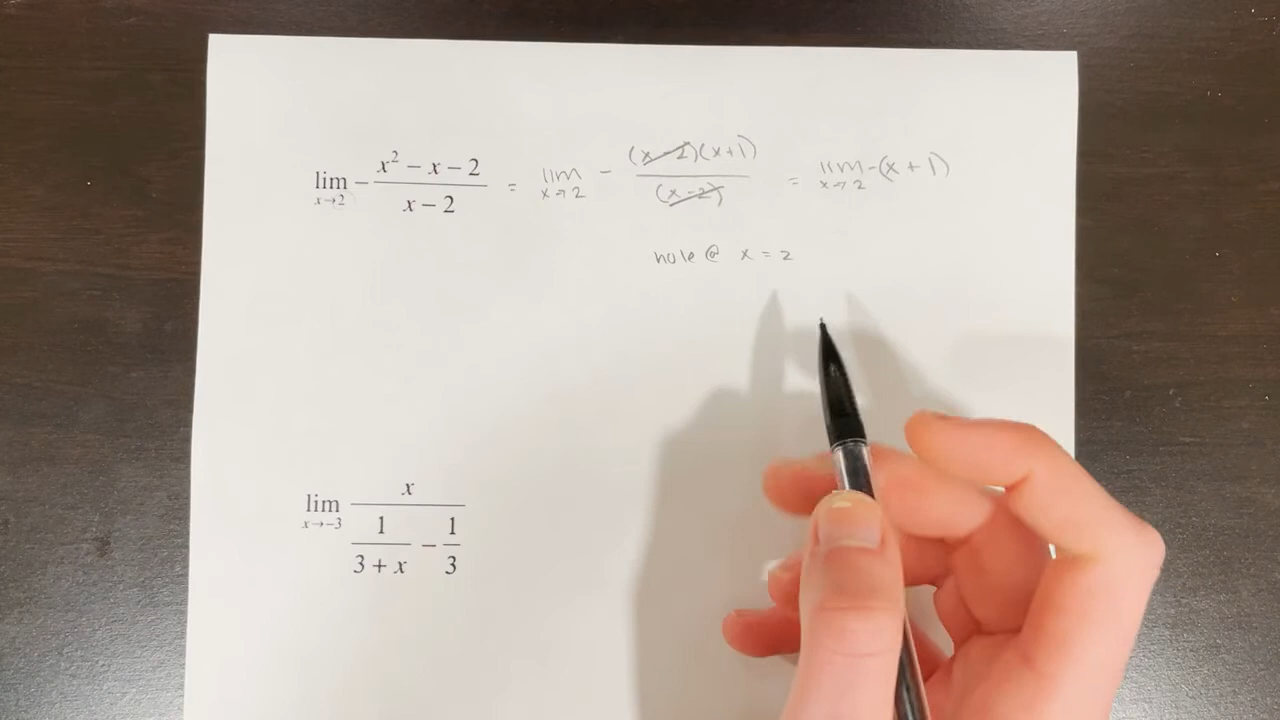 lim x→2 − x² − x − 2 / x − 2 = lim x→2 − (x−2)(x+1) / (x−2) = lim x→2 −(x+1)
hole @ x = 2
lim x→−3 x / 1 / 3 + x − 1 / 3